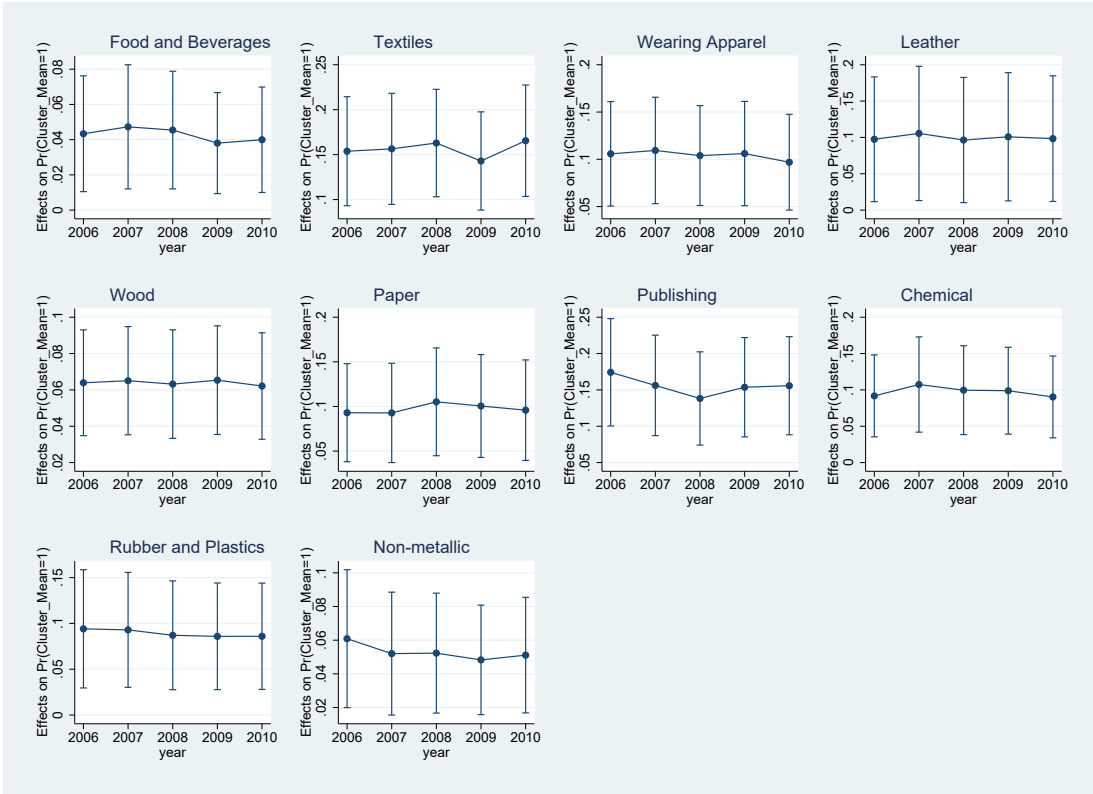 Food and Beverages
Effects on Pr(Cluster_Mean=1)
0 .02 .04 .06 .08
2006 2007 2008 2009 2010
year
Textiles
Effects on Pr(Cluster_Mean=1)
.1 .15 .2 .25
2006 2007 2008 2009 2010
year
Wearing Apparel
Effects on Pr(Cluster_Mean=1)
.05 .1 .15 .2
2006 2007 2008 2009 2010
year
Leather
Effects on Pr(Cluster_Mean=1)
0 .05 .1 .15 .2
2006 2007 2008 2009 2010
year
Wood
Effects on Pr(Cluster_Mean=1)
.02 .04 .06 .08 .1
2006 2007 2008 2009 2010
year
Paper
Effects on Pr(Cluster_Mean=1)
.05 .1 .15 .2
2006 2007 2008 2009 2010
year
Publishing
Effects on Pr(Cluster_Mean=1)
.05 .1 .15 .2 .25
2006 2007 2008 2009 2010
year
Chemical
Effects on Pr(Cluster_Mean=1)
0 .05 .1 .15 .2
2006 2007 2008 2009 2010
year
Rubber and Plastics
Effects on Pr(Cluster_Mean=1)
0 .05 .1 .15
2006 2007 2008 2009 2010
year
Non-metallic
Effects on Pr(Cluster_Mean=1)
.02 .04 .06 .08 .1
2006 2007 2008 2009 2010
year